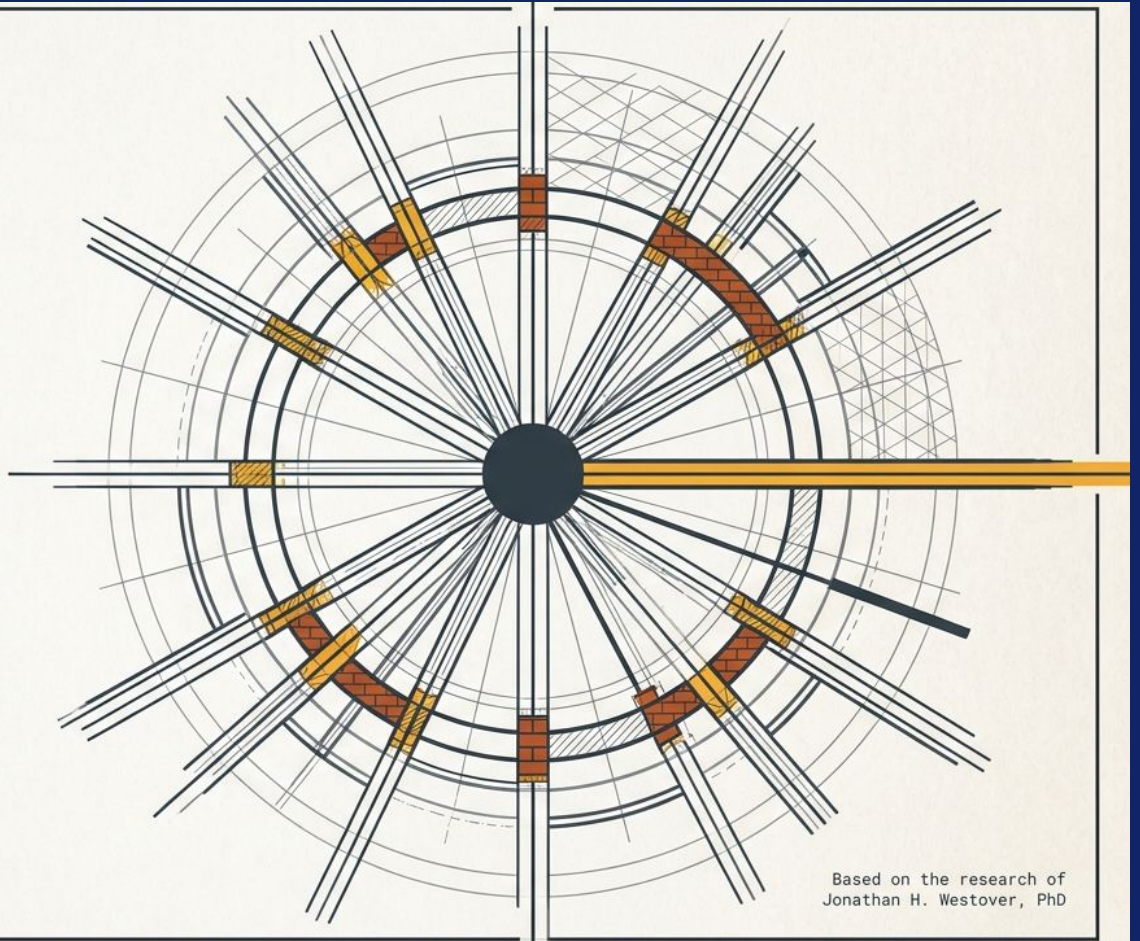 Based on the research of
Jonathan H. Westover, PhD